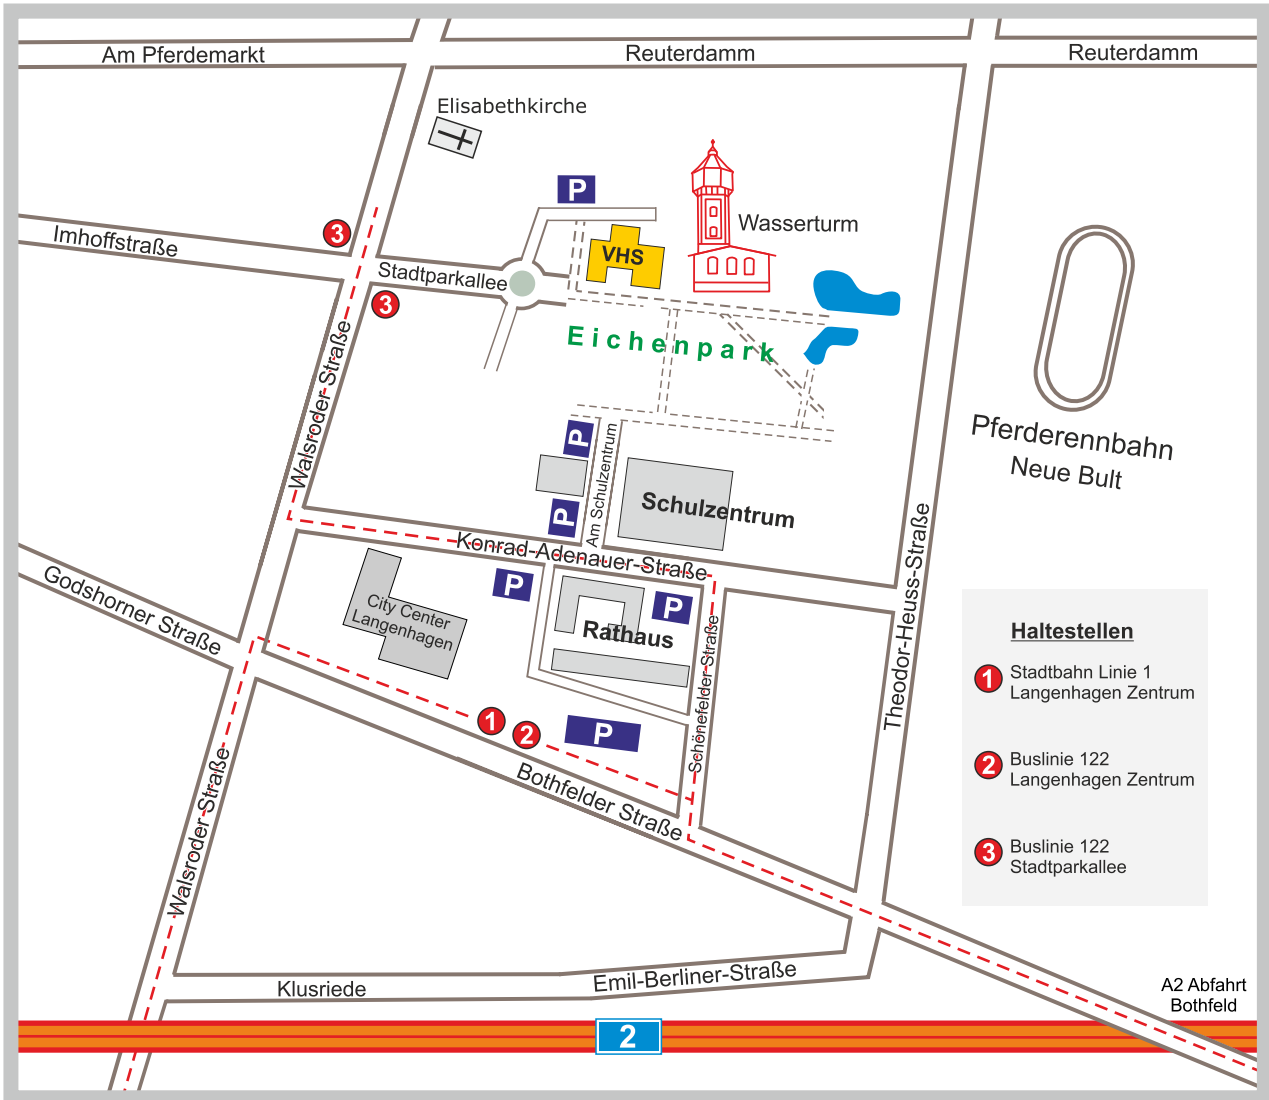 Am Pferdemarkt
Reuterdamm
Reuterdamm
Elisabethkirche
P
Wasserturm
3
Imhoffstraße
VHS
Stadtparkallee
3
Eichenpark
Walsroder Straße
Pferderennbahn
Neue Bult
P
Am Schulzentrum
Schulzentrum
P
Konrad-Adenauer-Straße
Theodor-Heuss-Straße
Godshorner Straße
P
City Center
Langenhagen
P
Rathaus
Schönefelder-Straße
Haltestellen
1 Stadtbahn Linie 1
Langenhagen Zentrum
2 Buslinie 122
Langenhagen Zentrum
3 Buslinie 122
Stadtparkallee
1
2
P
Bothfelder Straße
Walsroder Straße
Klusriede
Emil-Berliner-Straße
A2 Abfahrt
Bothfeld
2